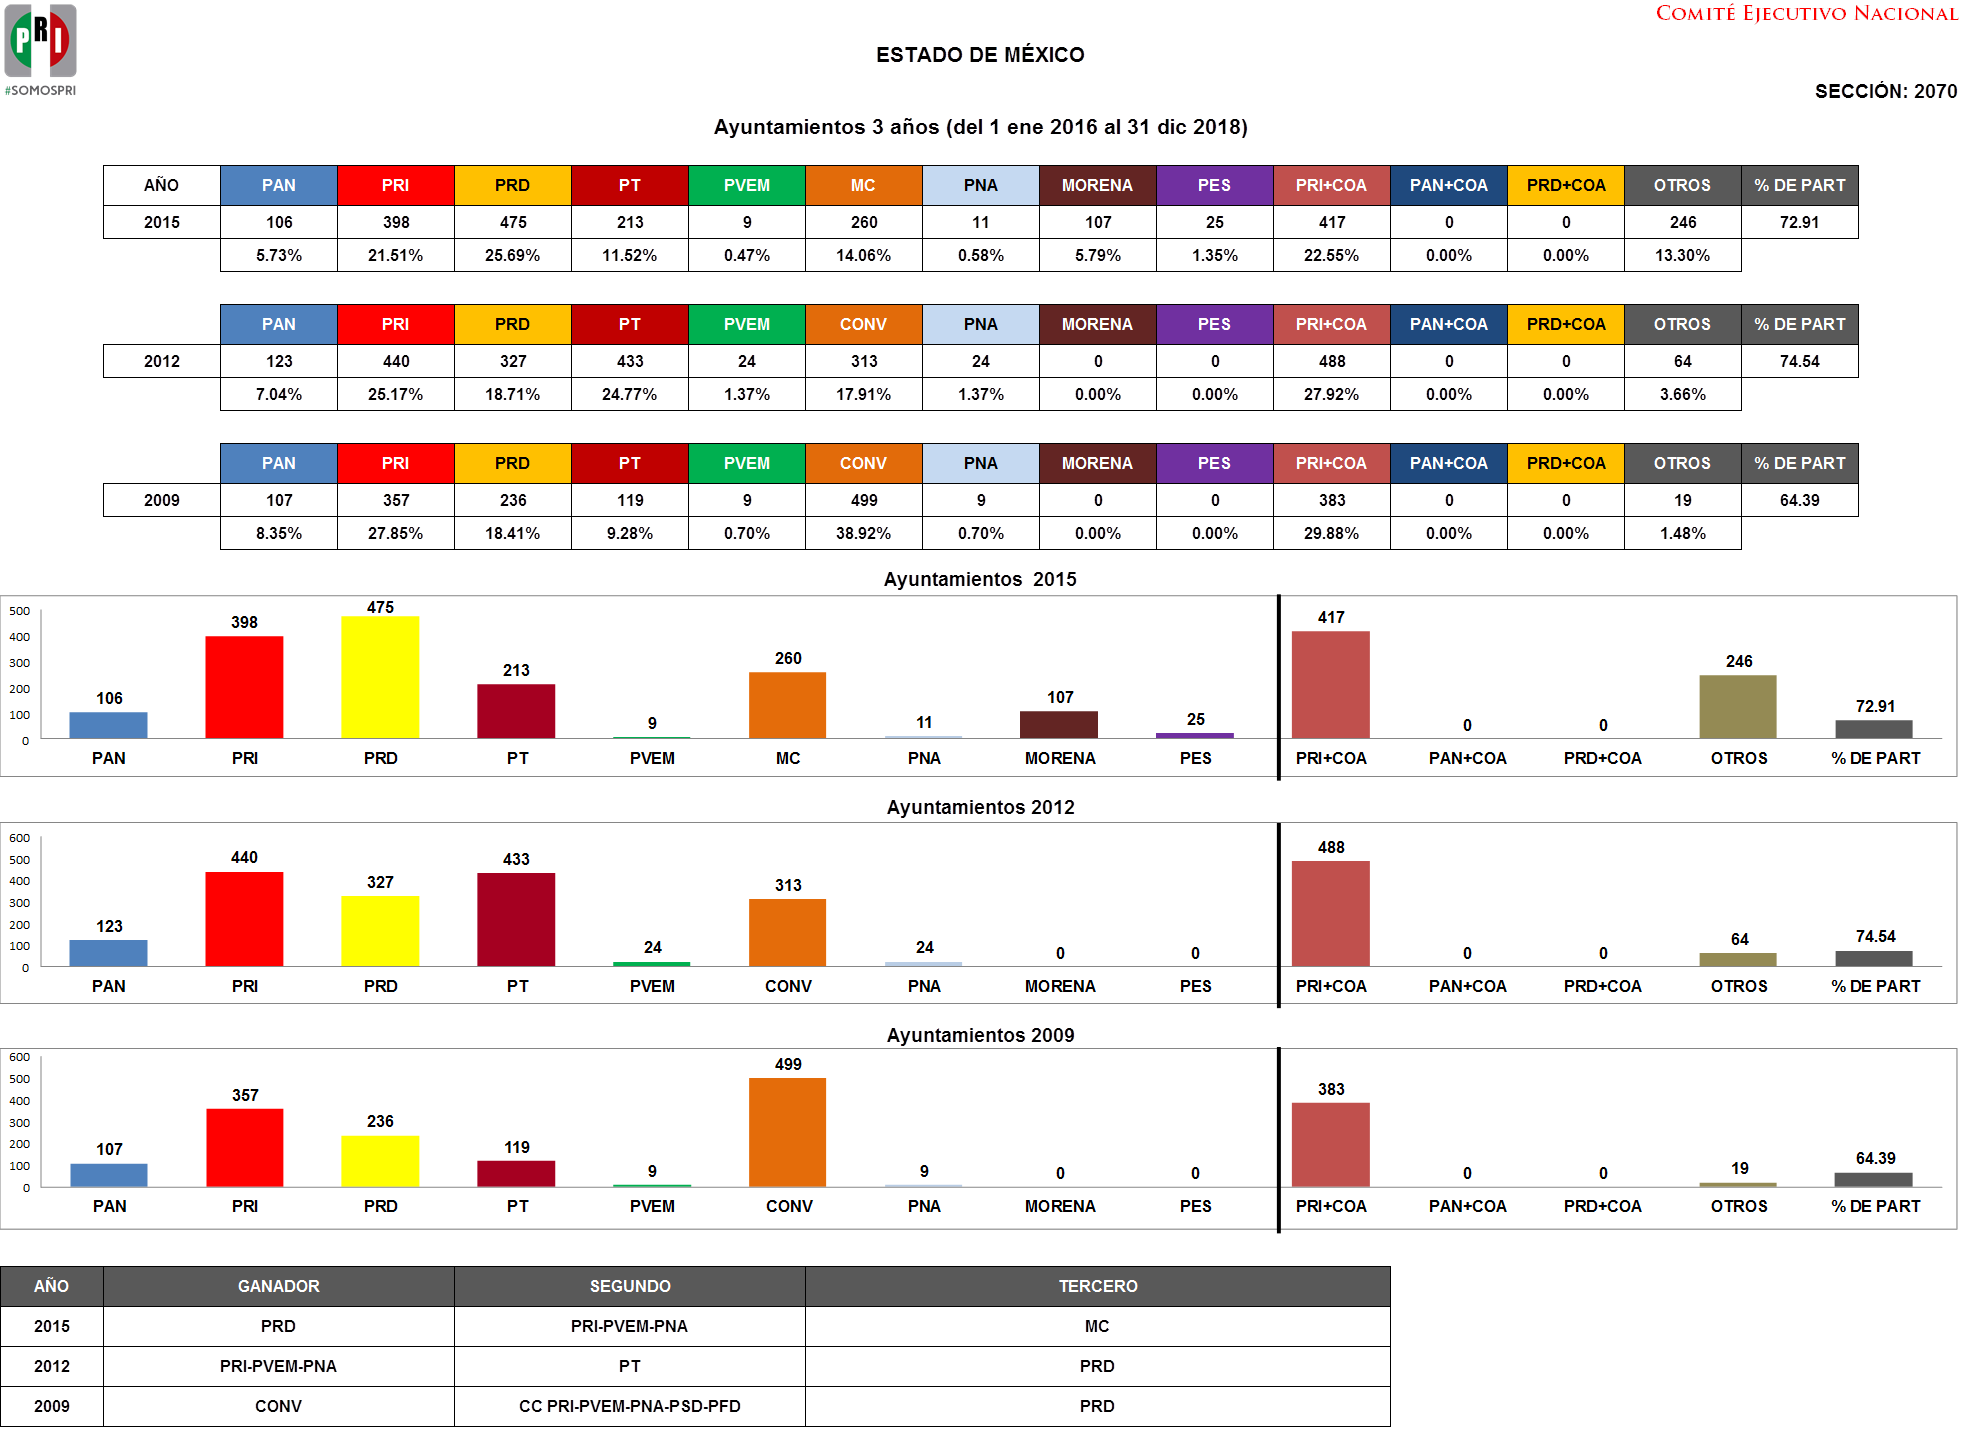 PRI
#SOMOSPRI
COMITÉ EJECUTIVO NACIONAL
ESTADO DE MÉXICO
SECCIÓN: 2070
Ayuntamientos 3 años (del 1 ene 2016 al 31 dic 2018)
AÑO PAN PRI PRD PT PVEM MC PNA MORENA PES PRI+COA PAN+COA PRD+COA OTROS % DE PART
2015 106 398 475 213 9 260 11 107 25 417 0 0 246 72.91
5.73% 21.51% 25.69% 11.52% 0.47% 14.06% 0.58% 5.79% 1.35% 22.55% 0.00% 0.00% 13.30%
PAN PRI PRD PT PVEM CONV PNA MORENA PES PRI+COA PAN+COA PRD+COA OTROS % DE PART
2012 123 440 327 433 24 313 24 0 0 488 0 0 64 74.54
7.04% 25.17% 18.71% 24.77% 1.37% 17.91% 1.37% 0.00% 0.00% 27.92% 0.00% 0.00% 3.66%
PAN PRI PRD PT PVEM CONV PNA MORENA PES PRI+COA PAN+COA PRD+COA OTROS % DE PART
2009 107 357 236 119 9 499 9 0 0 383 0 0 19 64.39
8.35% 27.85% 18.41% 9.28% 0.70% 38.92% 0.70% 0.00% 0.00% 29.88% 0.00% 0.00% 1.48%
Ayuntamientos 2015
500
400
300
200
100
0
106 398 475 213 9 260 11 107 25 417 0 0 246 72.91
PAN PRI PRD PT PVEM MC PNA MORENA PES PRI+COA PAN+COA PRD+COA OTROS % DE PART
Ayuntamientos 2012
600
500
400
300
200
100
0
123 440 327 433 24 313 24 0 0 488 0 0 64 74.54
PAN PRI PRD PT PVEM CONV PNA MORENA PES PRI+COA PAN+COA PRD+COA OTROS % DE PART
Ayuntamientos 2009
600
500
400
300
200
100
0
107 357 236 119 9 499 9 0 0 383 0 0 19 64.39
PAN PRI PRD PT PVEM CONV PNA MORENA PES PRI+COA PAN+COA PRD+COA OTROS % DE PART
AÑO GANADOR SEGUNDO TERCERO
2015 PRD PRI-PVEM-PNA MC
2012 PRI-PVEM-PNA PT PRD
2009 CONV CC PRI-PVEM-PNA-PSD-PFD PRD